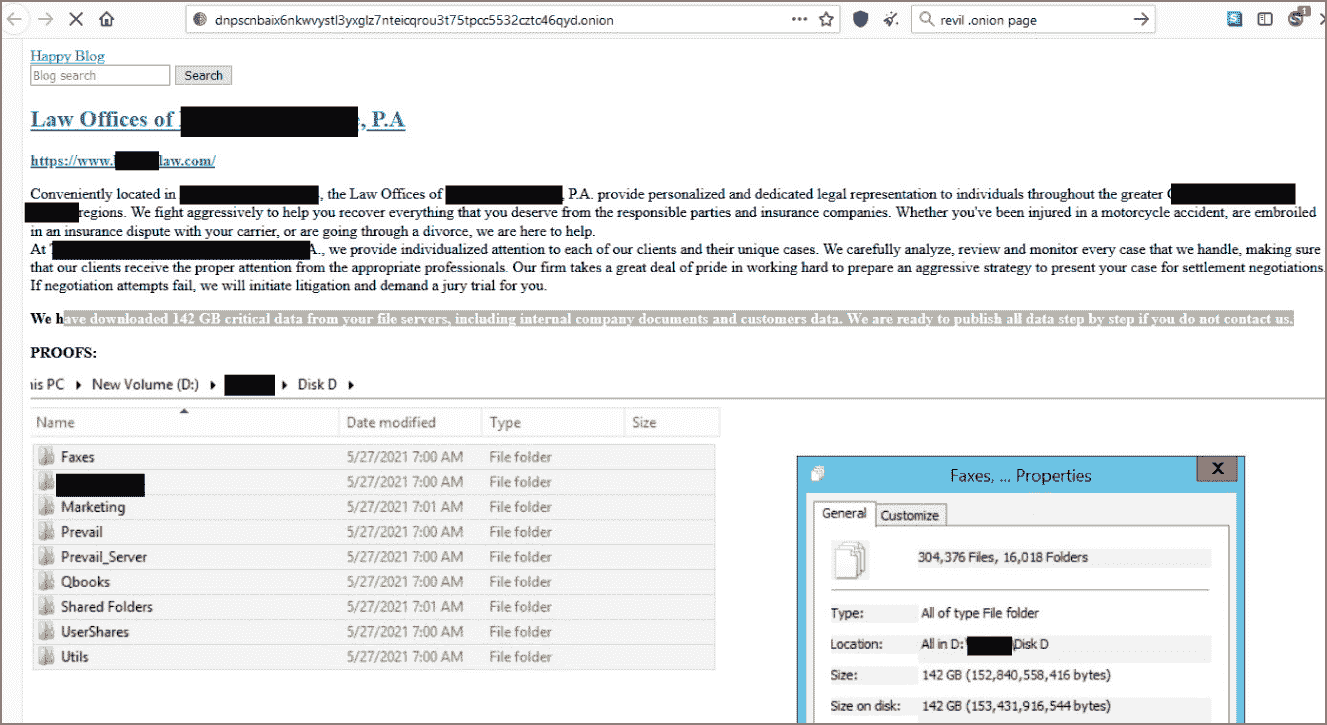 dnpscnbaix6nkwvystl3yxglz7nteicqrou3t75tpcc5532cztc46qyd.onion
revil .onion page
1
Happy Blog
Blog search
Search
Law Offices of , P.A
https://www. law.com/
Conveniently located in , the Law Offices of , P.A. provide personalized and dedicated legal representation to individuals throughout the greater
regions. We fight aggressively to help you recover everything that you deserve from the responsible parties and insurance companies. Whether you've been injured in a motorcycle accident, are embroiled
in an insurance dispute with your carrier, or are going through a divorce, we are here to help.
At A., we provide individualized attention to each of our clients and their unique cases. We carefully analyze, review and monitor every case that we handle, making sure
that our clients receive the proper attention from the appropriate professionals. Our firm takes a great deal of pride in working hard to prepare an aggressive strategy to present your case for settlement negotiations.
If negotiation attempts fail, we will initiate litigation and demand a jury trial for you.
We have downloaded 142 GB critical data from your file servers, including internal company documents and customers data. We are ready to publish all data step by step if you do not contact us.
PROOFS:
his PC New Volume (D:) Disk D
Name Date modified Type Size
Faxes 5/27/2021 7:00 AM File folder
5/27/2021 7:00 AM File folder
Marketing 5/27/2021 7:01 AM File folder
Prevail 5/27/2021 7:00 AM File folder
Prevail_Server 5/27/2021 7:00 AM File folder
Qbooks 5/27/2021 7:00 AM File folder
Shared Folders 5/27/2021 7:01 AM File folder
UserShares 5/27/2021 7:00 AM File folder
Utils 5/27/2021 7:00 AM File folder
Faxes, ... Properties
X
General Customize
304,376 Files, 16,018 Folders
Type: All of type File folder
Location: All in D:\ \Disk D
Size: 142 GB (152,840,558,416 bytes)
Size on disk: 142 GB (153,431,916,544 bytes)